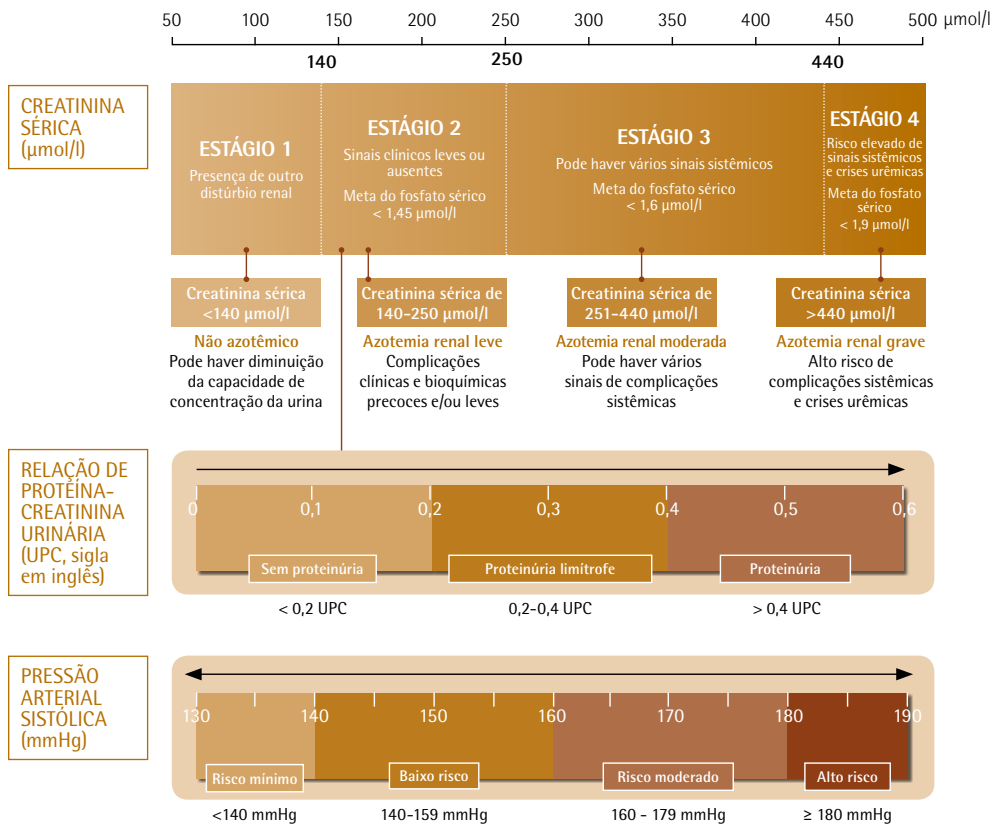 50 100 150 200 250 300 350 400 450 500 µmol/l
140 250 440
CREATININA
SÉRICA
(µmol/l)
ESTÁGIO 1
Presença de outro
distúrbio renal
ESTÁGIO 2
Sinais clínicos leves ou
ausentes
Meta do fosfato sérico
< 1,45 µmol/l
ESTÁGIO 3
Pode haver vários sinais sistêmicos
Meta do fosfato sérico
< 1,6 µmol/l
ESTÁGIO 4
Risco elevado de
sinais sistêmicos
e crises urêmicas
Meta do fosfato
sérico
< 1,9 µmol/l
Creatinina sérica
<140 µmol/l
Não azotêmico
Pode haver diminuição
da capacidade de
concentração da urina
Creatinina sérica de
140-250 µmol/l
Azotemia renal leve
Complicações
clínicas e bioquímicas
precoces e/ou leves
Creatinina sérica de
251-440 µmol/l
Azotemia renal moderada
Pode haver vários
sinais de complicações
sistêmicas
Creatinina sérica
>440 µmol/l
Azotemia renal grave
Alto risco de
complicações sistêmicas
e crises urêmicas
RELAÇÃO DE
PROTEÍNA-
CREATININA
URINÁRIA
(UPC, sigla
em inglês)
0 0,1 0,2 0,3 0,4 0,5 0,6
Sem proteinúria Proteinúria limítrofe Proteinúria
< 0,2 UPC 0,2-0,4 UPC > 0,4 UPC
PRESSÃO
ARTERIAL
SISTÓLICA
(mmHg)
130 140 150 160 170 180 190
Risco mínimo Baixo risco Risco moderado Alto risco
<140 mmHg 140-159 mmHg 160 - 179 mmHg ≥ 180 mmHg